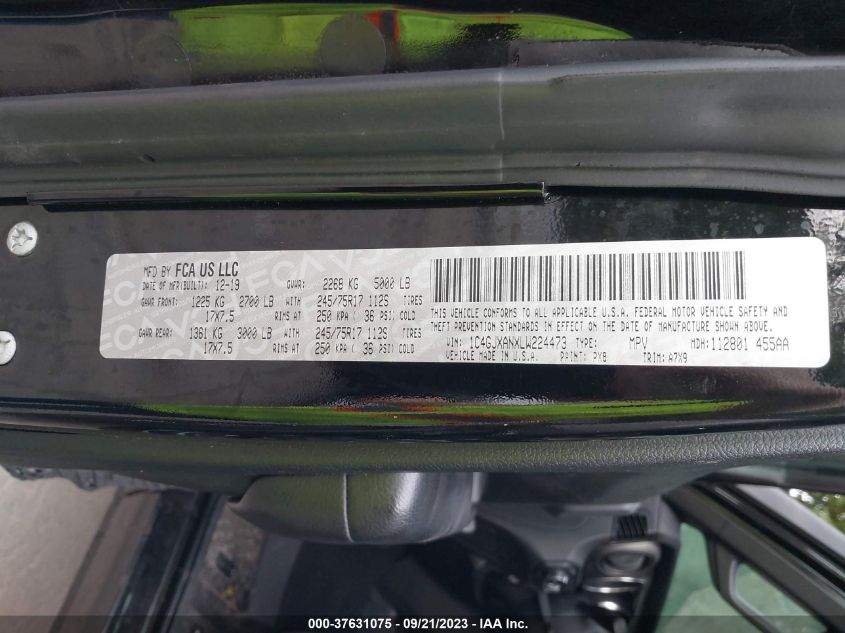 MFD BY FCA US LLC
DATE OF MFR(BUILT): 12-19 GVWR: 2268 KG 5000 LB
GAWR FRONT: 1225 KG 2700 LB WITH 245/75R17 112S TIRES
17X7.5 RIMS AT 250 KPA ( 36 PSI) COLD
GAWR REAR: 1361 KG 3000 LB WITH 245/75R17 112S TIRES
17X7.5 RIMS AT 250 KPA ( 36 PSI) COLD
THIS VEHICLE CONFORMS TO ALL APPLICABLE U.S.A. FEDERAL MOTOR VEHICLE SAFETY AND
THEFT PREVENTION STANDARDS IN EFFECT ON THE DATE OF MANUFACTURE SHOWN ABOVE.
VIN: 1C4GJXANXLW224473 TYPE: MPV MDH: 112801 455AA
VEHICLE MADE IN U.S.A. PAINT: PX8 TRIM: A7X9
000-37631075 - 09/21/2023 - IAAI.COM